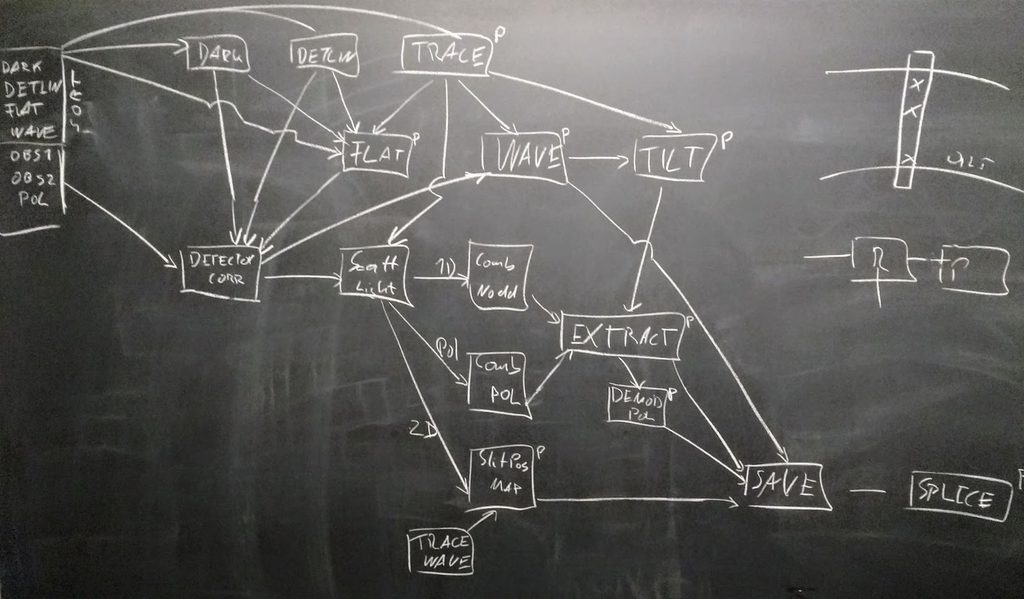 DARK
DETLIN
FLAT
WAVE
OBS1
OBS2
POL
DARK
DETLIN
TRACE P
FLAT P
WAVE P
TILT P
DETECTOR
CORR
Scatt
Light
1D
Comb
Nodd
Pol
Comb
POL
EXTRACT P
DEMOD P
POL
2D
SlitPos P
MAP
TRACE
WAVE
SAVE
SPLICE P
x
x
R